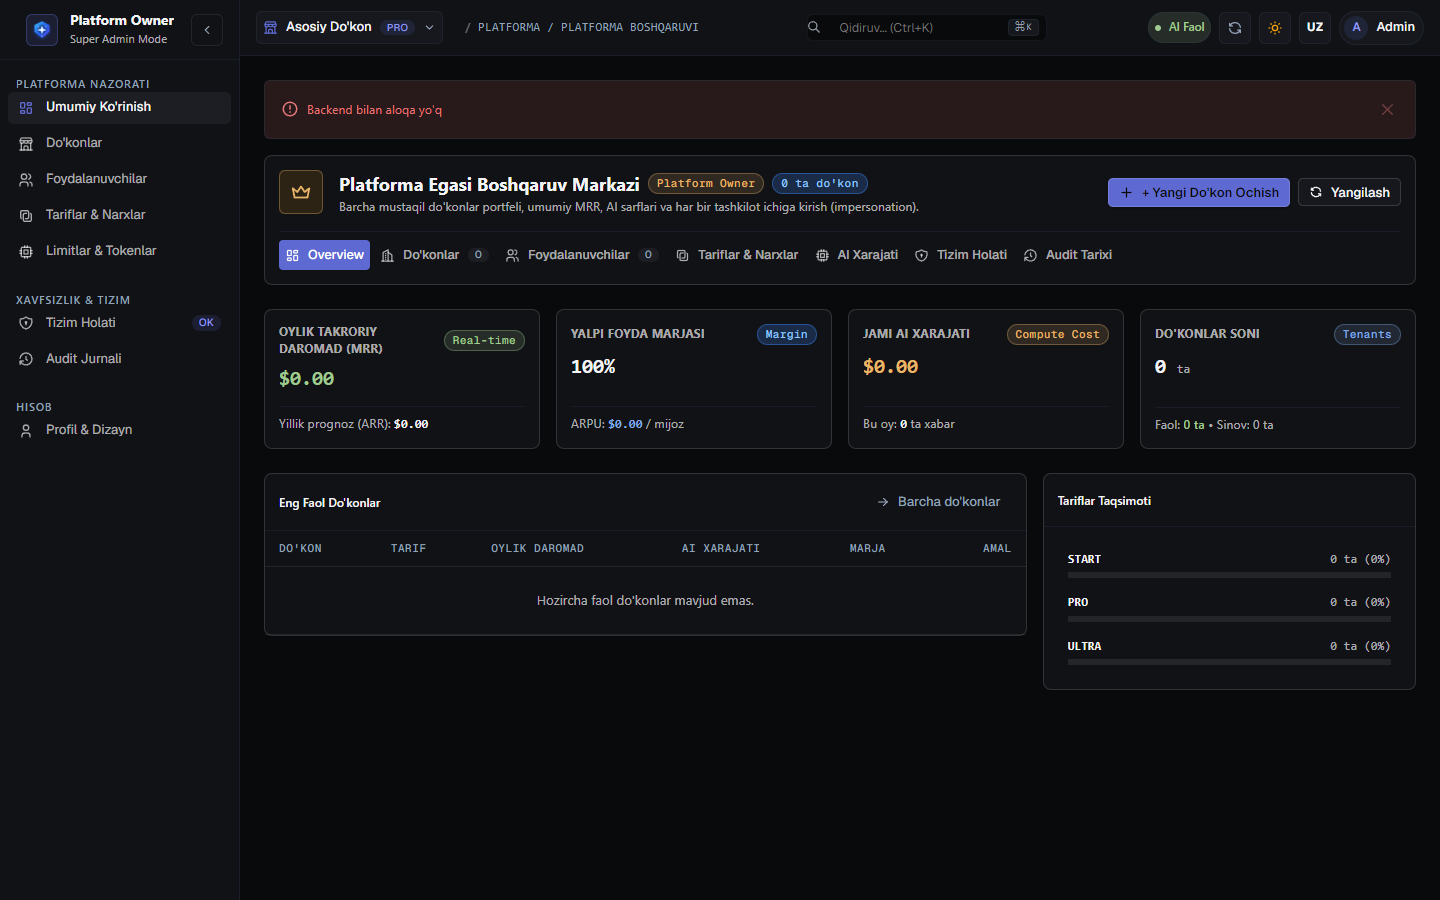 Platform Owner
Super Admin Mode
Asosiy Do'kon PRO
/ PLATFORMA / PLATFORMA BOSHQARUVI
Qidiruv... (Ctrl+K) ⌘K
AI Faol
UZ
A Admin
PLATFORMA NAZORATI
Umumiy Ko'rinish
Do'konlar
Foydalanuvchilar
Tariflar & Narxlar
Limitlar & Tokenlar
XAVFSIZLIK & TIZIM
Tizim Holati OK
Audit Jurnali
HISOB
Profil & Dizayn
Backend bilan aloqa yo'q
Platforma Egasi Boshqaruv Markazi Platform Owner 0 ta do'kon
Barcha mustaqil do'konlar portfeli, umumiy MRR, AI sarflari va har bir tashkilot ichiga kirish (impersonation).
+ Yangi Do'kon Ochish
Yangilash
Overview Do'konlar 0 Foydalanuvchilar 0 Tariflar & Narxlar AI Xarajati Tizim Holati Audit Tarixi
OYLIK TAKRORIY
DAROMAD (MRR)
Real-time
$0.00
Yillik prognoz (ARR): $0.00
YALPI FOYDA MARJASI Margin
100%
ARPU: $0.00 / mijoz
JAMI AI XARAJATI Compute Cost
$0.00
Bu oy: 0 ta xabar
DO'KONLAR SONI Tenants
0 ta
Faol: 0 ta • Sinov: 0 ta
Eng Faol Do'konlar Barcha do'konlar
DO'KON TARIF OYLIK DAROMAD AI XARAJATI MARJA AMAL
Hozircha faol do'konlar mavjud emas.
Tariflar Taqsimoti
START 0 ta (0%)
PRO 0 ta (0%)
ULTRA 0 ta (0%)